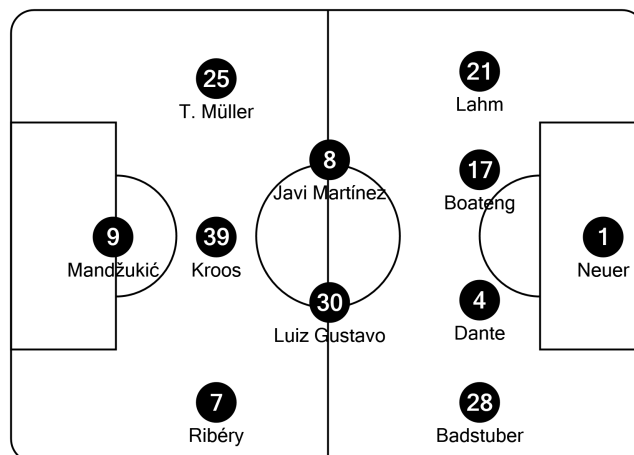 25
T. Müller
21
Lahm
8
Javi Martínez
17
Boateng
9
Mandžukić
39
Kroos
1
Neuer
30
Luiz Gustavo
4
Dante
7
Ribéry
28
Badstuber